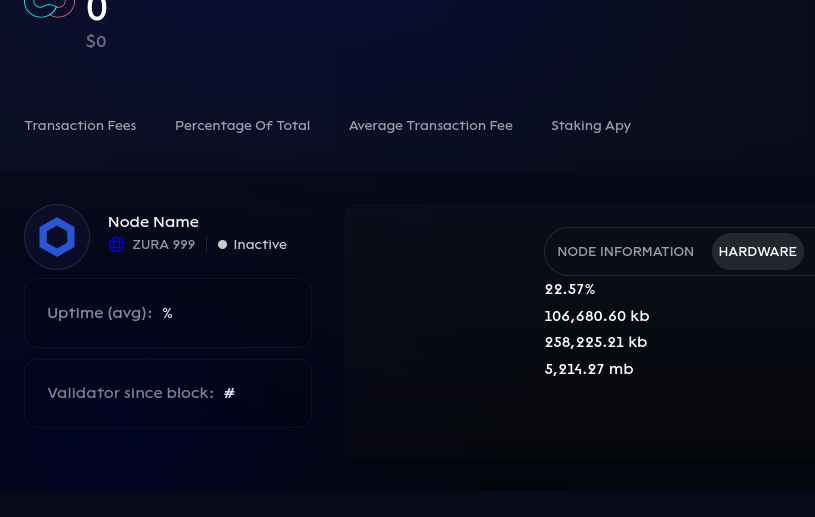 0
$0
Transaction Fees
Percentage Of Total
Average Transaction Fee
Staking Apy
Node Name
ZURA 999
Inactive
Uptime (avg): %
Validator since block: #
NODE INFORMATION
HARDWARE
22.57%
106,680.60 kb
258,225.21 kb
5,214.27 mb